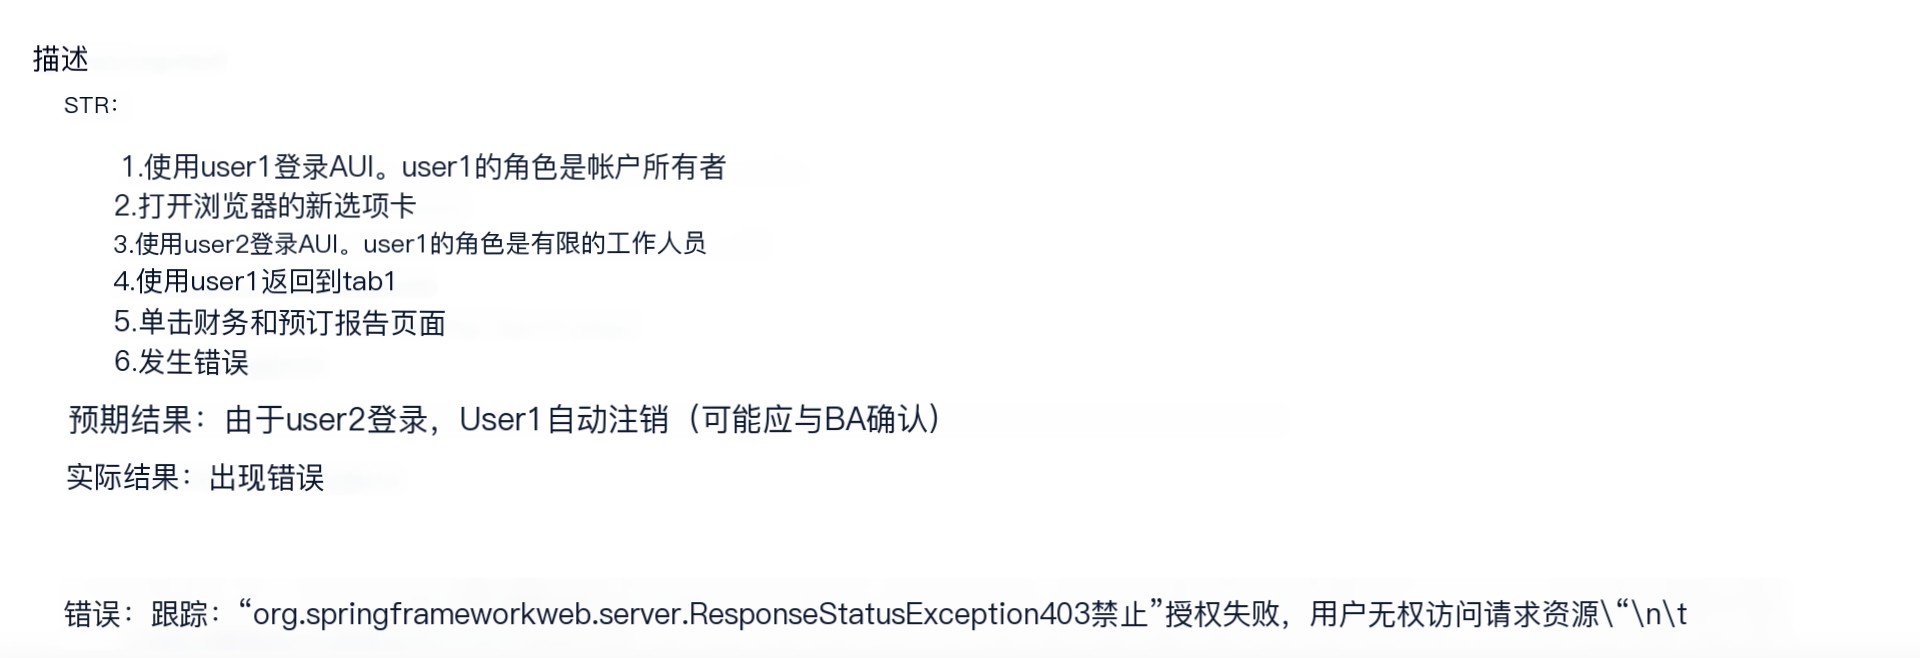 描述
STR：
1.使用user1登录AUI。user1的角色是帐户所有者
2.打开浏览器的新选项卡
3.使用user2登录AUI。user1的角色是有限的工作人员
4.使用user1返回到tab1
5.单击财务和预订报告页面
6.发生错误
预期结果：由于user2登录，User1自动注销（可能应与BA确认）
实际结果：出现错误
错误：跟踪：“org.springframeworkweb.server.ResponseStatusException403禁止”授权失败，用户无权访问请求资源\“\n\t